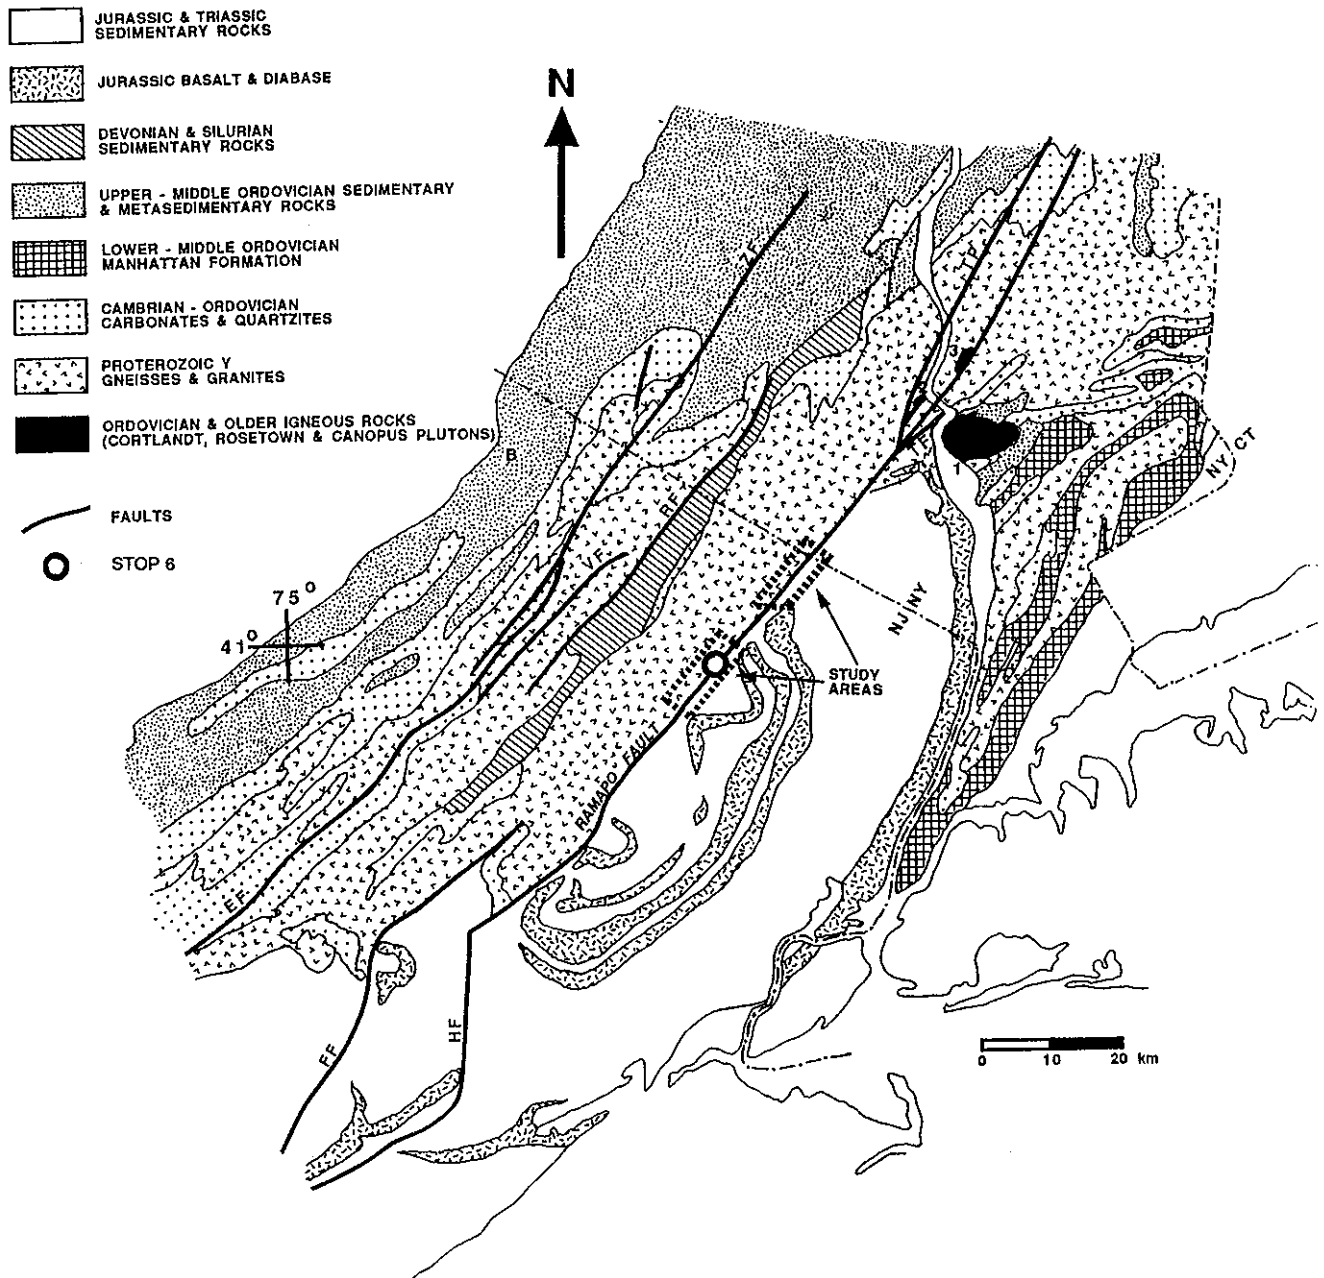 JURASSIC & TRIASSIC
SEDIMENTARY ROCKS
JURASSIC BASALT & DIABASE
DEVONIAN & SILURIAN
SEDIMENTARY ROCKS
UPPER - MIDDLE ORDOVICIAN SEDIMENTARY
& METASEDIMENTARY ROCKS
LOWER - MIDDLE ORDOVICIAN
MANHATTAN FORMATION
CAMBRIAN - ORDOVICIAN
CARBONATES & QUARTZITES
PROTEROZOIC Y
GNEISSES & GRANITES
ORDOVICIAN & OLDER IGNEOUS ROCKS
(CORTLANDT, ROSETOWN & CANOPUS PLUTONS)
FAULTS
STOP 6
N
ZF
3
B
1
NY CT
RF
VF
75°
41°
NJ NY
STUDY
AREAS
RAMAPO FAULT
EF
HF
FF
0 10 20 km